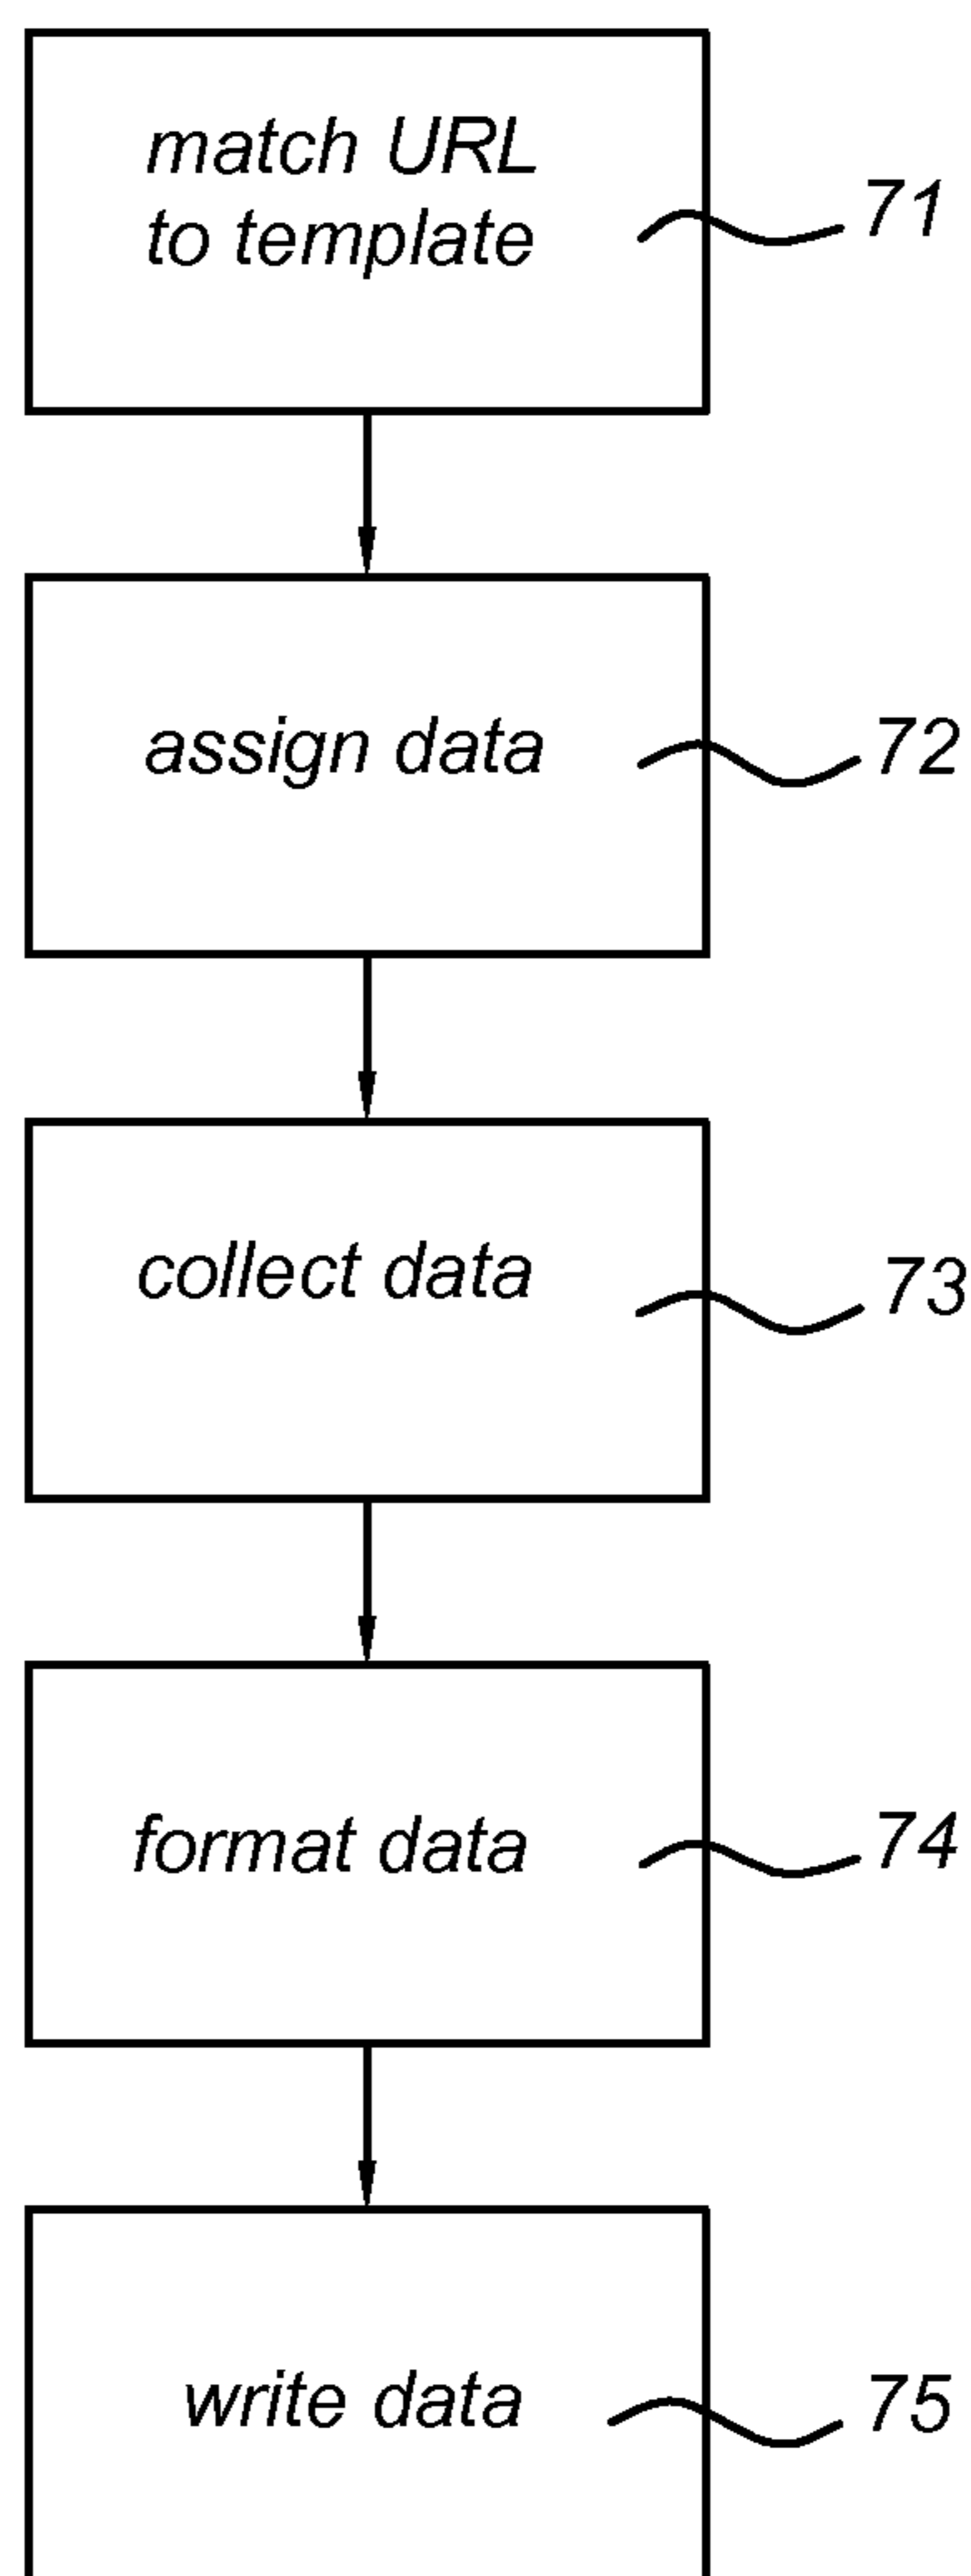 match URL
to template
71
assign data
72
collect data
73
format data
74
write data
75